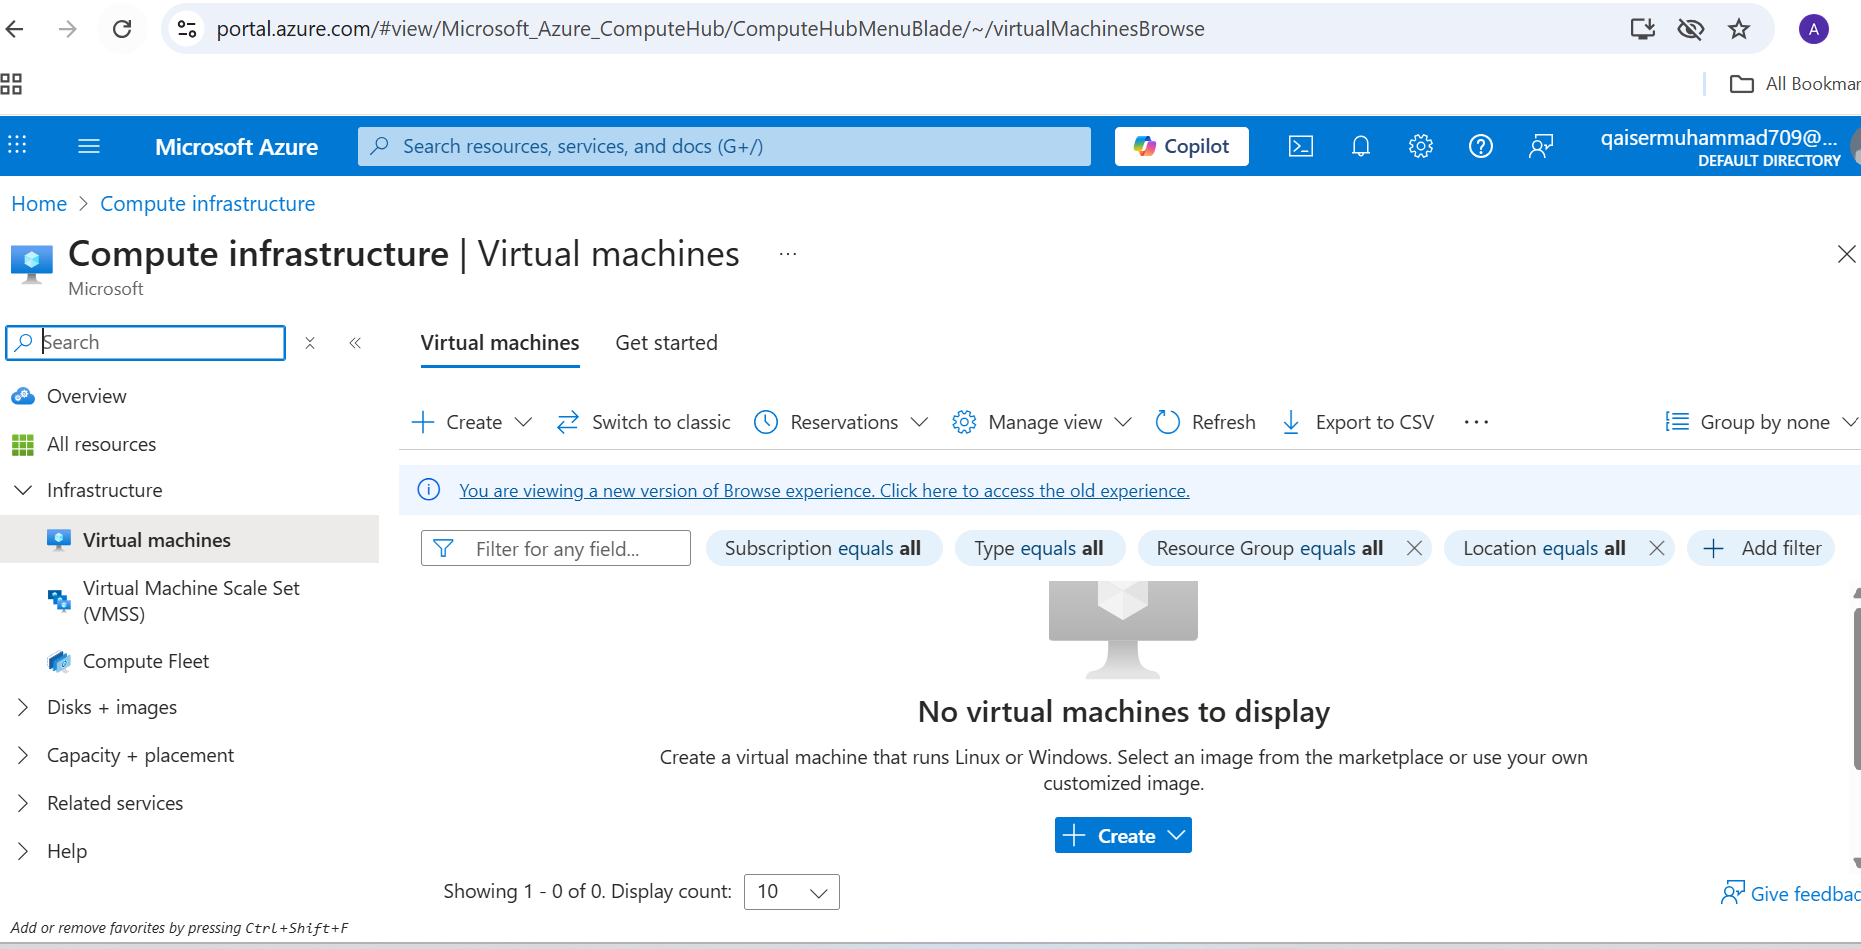 portal.azure.com/#view/Microsoft_Azure_ComputeHub/ComputeHubMenuBlade/~/virtualMachinesBrowse
A
All Bookmar
Microsoft Azure
Search resources, services, and docs (G+/)
Copilot
qaisermuhammad709@...
DEFAULT DIRECTORY
Home > Compute infrastructure
Compute infrastructure | Virtual machines ...
Microsoft
Search
Overview
All resources
Infrastructure
Virtual machines
Virtual Machine Scale Set
(VMSS)
Compute Fleet
Disks + images
Capacity + placement
Related services
Help
Add or remove favorites by pressing Ctrl+Shift+F
Virtual machines Get started
Create Switch to classic Reservations Manage view Refresh Export to CSV ... Group by none
You are viewing a new version of Browse experience. Click here to access the old experience.
Filter for any field... Subscription equals all Type equals all Resource Group equals all Location equals all Add filter
No virtual machines to display
Create a virtual machine that runs Linux or Windows. Select an image from the marketplace or use your own
customized image.
Create
Showing 1 - 0 of 0. Display count: 10
Give feedbac